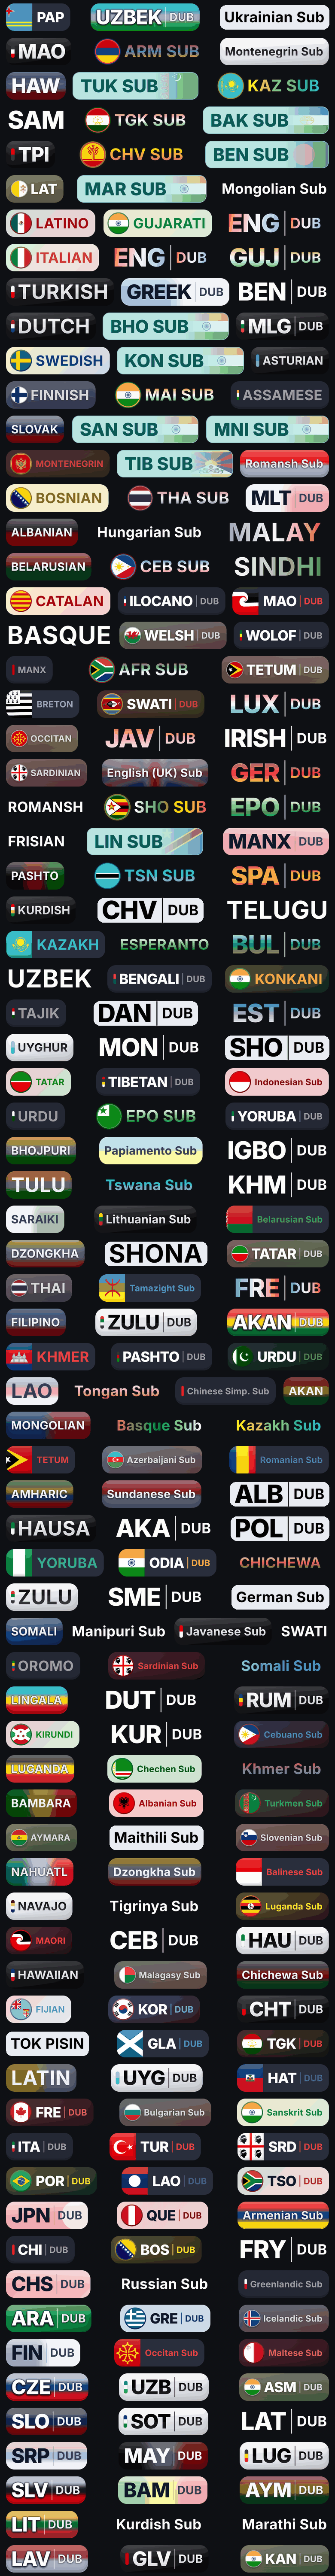 PAP UZBEK | DUB Ukrainian Sub
MAO ARM SUB Montenegrin Sub
HAW TUK SUB KAZ SUB
SAM TGK SUB BAK SUB
TPI CHV SUB BEN SUB
LAT MAR SUB Mongolian Sub
LATINO GUJARATI ENG | DUB
ITALIAN ENG | DUB GUJ | DUB
TURKISH GREEK | DUB BEN | DUB
DUTCH BHO SUB MLG | DUB
SWEDISH KON SUB ASTURIAN
FINNISH MAI SUB ASSAMESE
SLOVAK SAN SUB MNI SUB
MONTENEGRIN TIB SUB Romansh Sub
BOSNIAN THA SUB MLT | DUB
ALBANIAN Hungarian Sub MALAY
BELARUSIAN CEB SUB SINDHI
CATALAN ILOCANO | DUB MAO | DUB
BASQUE WELSH | DUB WOLOF | DUB
MANX AFR SUB TETUM | DUB
BRETON SWATI | DUB LUX | DUB
OCCITAN JAV | DUB IRISH | DUB
SARDINIAN English (UK) Sub GER | DUB
ROMANSH SHO SUB EPO | DUB
FRISIAN LIN SUB MANX | DUB
PASHTO TSN SUB SPA | DUB
KURDISH CHV | DUB TELUGU
KAZAKH ESPERANTO BUL | DUB
UZBEK BENGALI | DUB KONKANI
TAJIK DAN | DUB EST | DUB
UYGHUR MON | DUB SHO | DUB
TATAR TIBETAN | DUB Indonesian Sub
URDU EPO SUB YORUBA | DUB
BHOJPURI Papiamento Sub IGBO | DUB
TULU Tswana Sub KHM | DUB
SARAIKI Lithuanian Sub Belarusian Sub
DZONGKHA SHONA TATAR | DUB
THAI Tamazight Sub FRE | DUB
FILIPINO ZULU | DUB AKAN | DUB
KHMER PASHTO | DUB URDU | DUB
LAO Tongan Sub Chinese Simp. Sub AKAN
MONGOLIAN Basque Sub Kazakh Sub
TETUM Azerbaijani Sub Romanian Sub
AMHARIC Sundanese Sub ALB | DUB
HAUSA AKA | DUB POL | DUB
YORUBA ODIA | DUB CHICHEWA
ZULU SME | DUB German Sub
SOMALI Manipuri Sub Javanese Sub SWATI
OROMO Sardinian Sub Somali Sub
LINGALA DUT | DUB RUM | DUB
KIRUNDI KUR | DUB Cebuano Sub
LUGANDA Chechen Sub Khmer Sub
BAMBARA Albanian Sub Turkmen Sub
AYMARA Maithili Sub Slovenian Sub
NAHUATL Dzongkha Sub Balinese Sub
NAVAJO Tigrinya Sub Luganda Sub
MAORI CEB | DUB HAU | DUB
HAWAIIAN Malagasy Sub Chichewa Sub
FIJIAN KOR | DUB CHT | DUB
TOK PISIN GLA | DUB TGK | DUB
LATIN UYG | DUB HAT | DUB
FRE | DUB Bulgarian Sub Sanskrit Sub
ITA | DUB TUR | DUB SRD | DUB
POR | DUB LAO | DUB TSO | DUB
JPN DUB QUE | DUB Armenian Sub
CHI | DUB BOS | DUB FRY | DUB
CHS DUB Russian Sub Greenlandic Sub
ARA | DUB GRE | DUB Icelandic Sub
FIN | DUB Occitan Sub Maltese Sub
CZE | DUB UZB | DUB ASM | DUB
SLO | DUB SOT | DUB LAT | DUB
SRP | DUB MAY | DUB LUG | DUB
SLV | DUB BAM | DUB AYM | DUB
LIT | DUB Kurdish Sub Marathi Sub
LAV | DUB GLV | DUB KAN | DUB